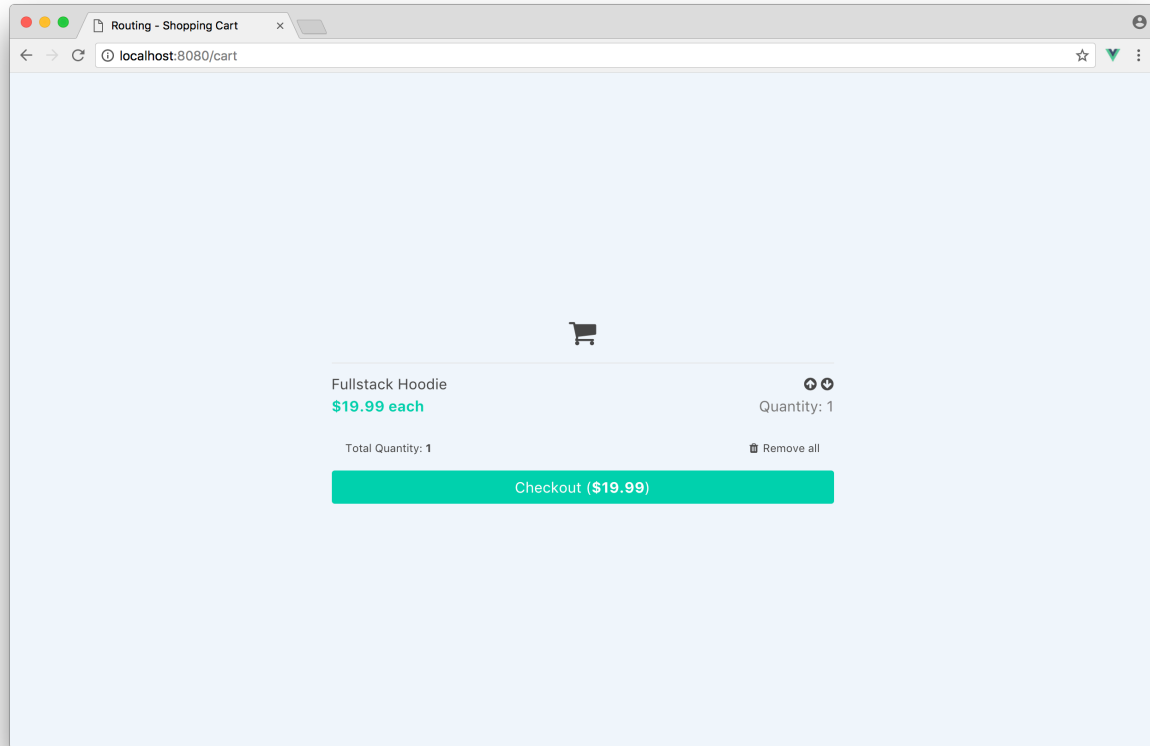 Routing - Shopping Cart
localhost:8080/cart
Fullstack Hoodie
$19.99 each
Quantity: 1
Total Quantity: 1
Remove all
Checkout ($19.99)